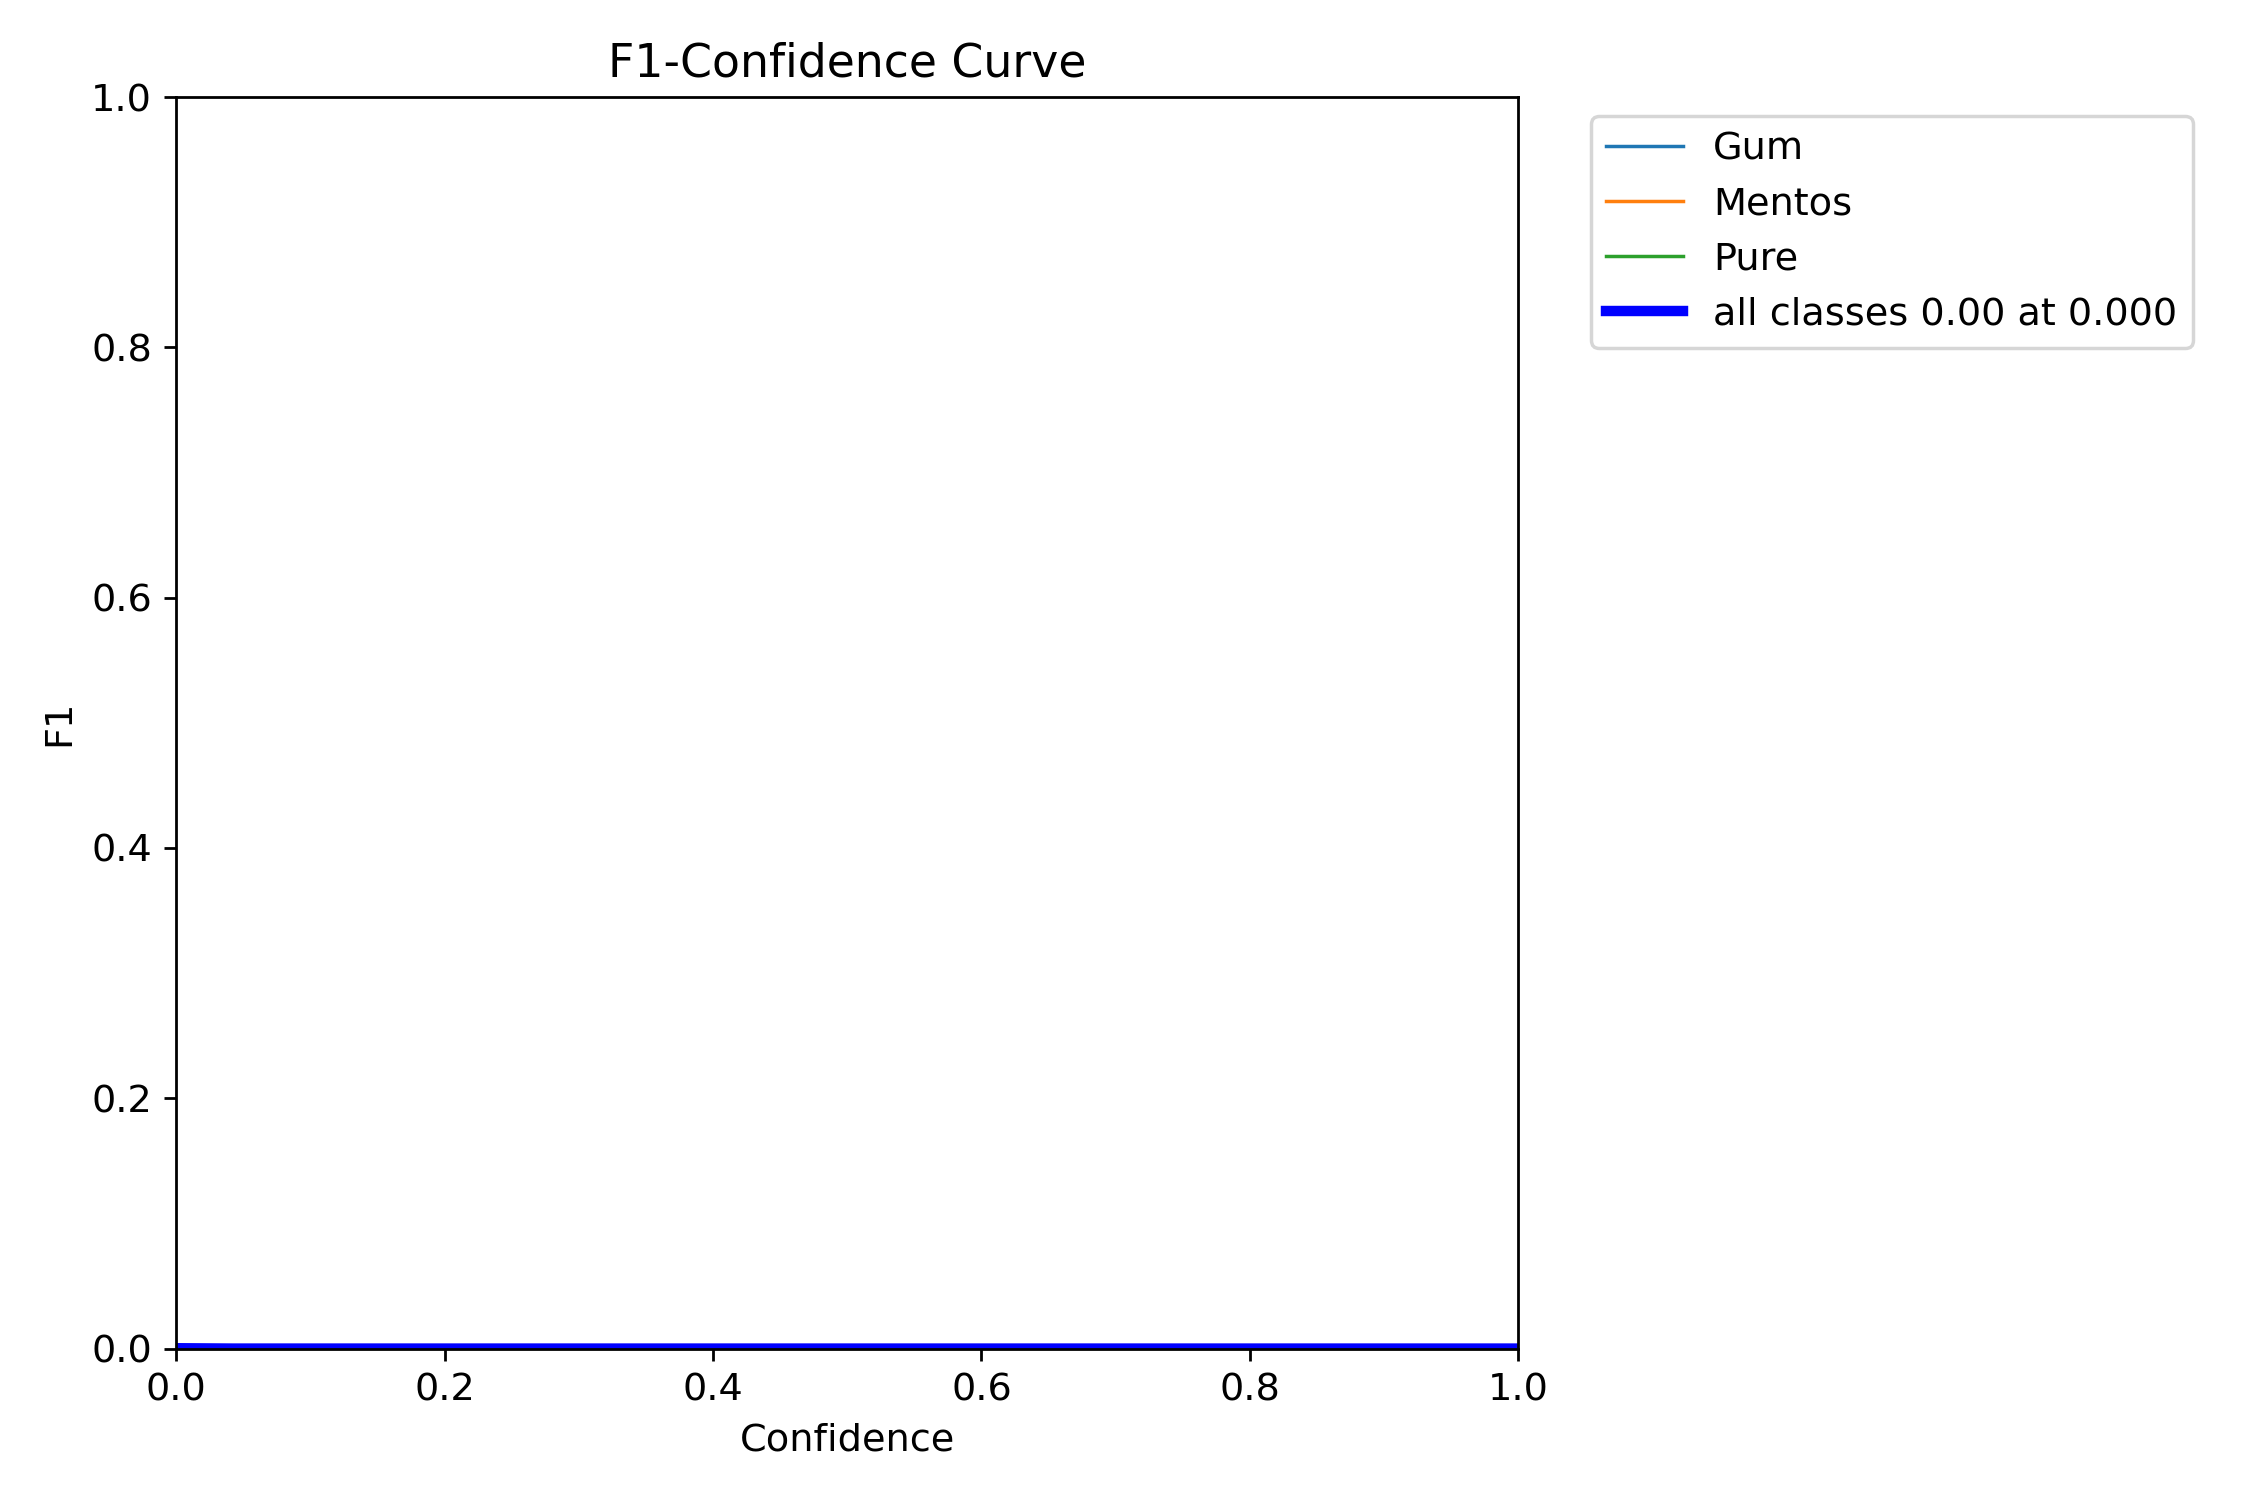 F1-Confidence Curve
1.0
0.8
0.6
0.4
0.2
0.0
F1
0.0 0.2 0.4 0.6 0.8 1.0
Confidence
Gum
Mentos
Pure
all classes 0.00 at 0.000